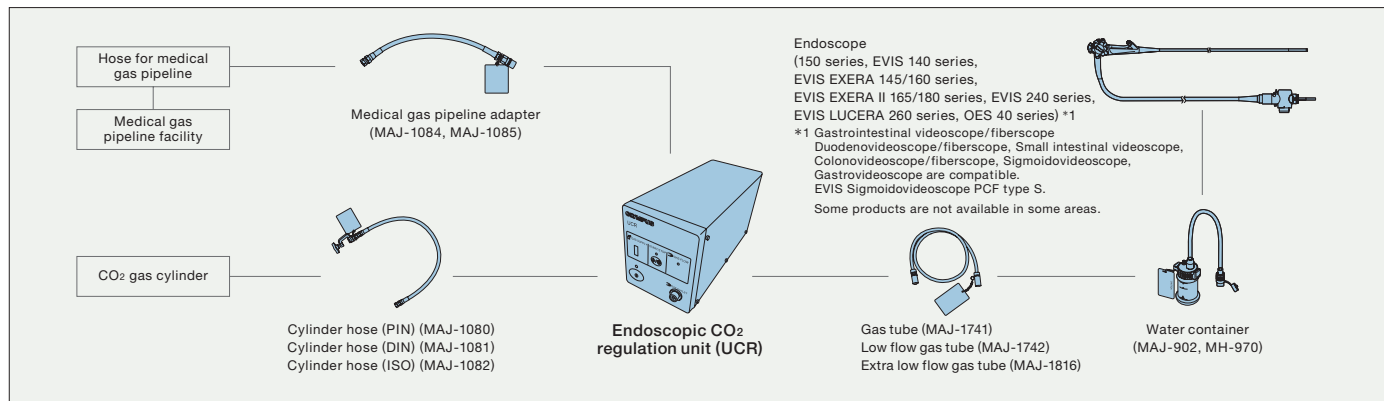 Hose for medical
gas pipeline
Medical gas
pipeline facility
Medical gas pipeline adapter
(MAJ-1084, MAJ-1085)
Endoscope
(150 series, EVIS 140 series,
EVIS EXERA 145/160 series,
EVIS EXERA II 165/180 series, EVIS 240 series,
EVIS LUCERA 260 series, OES 40 series) *1
*1 Gastrointestinal videoscope/fiberscope
Duodenovideoscope/fiberscope, Small intestinal videoscope,
Colonovideoscope/fiberscope, Sigmoidovideoscope,
Gastrovideoscope are compatible.
EVIS Sigmoidovideoscope PCF type S.
Some products are not available in some areas.
OLYMPUS
UCR
CO2 gas cylinder
Cylinder hose (PIN) (MAJ-1080)
Cylinder hose (DIN) (MAJ-1081)
Cylinder hose (ISO) (MAJ-1082)
Endoscopic CO2
regulation unit (UCR)
Gas tube (MAJ-1741)
Low flow gas tube (MAJ-1742)
Extra low flow gas tube (MAJ-1816)
Water container
(MAJ-902, MH-970)